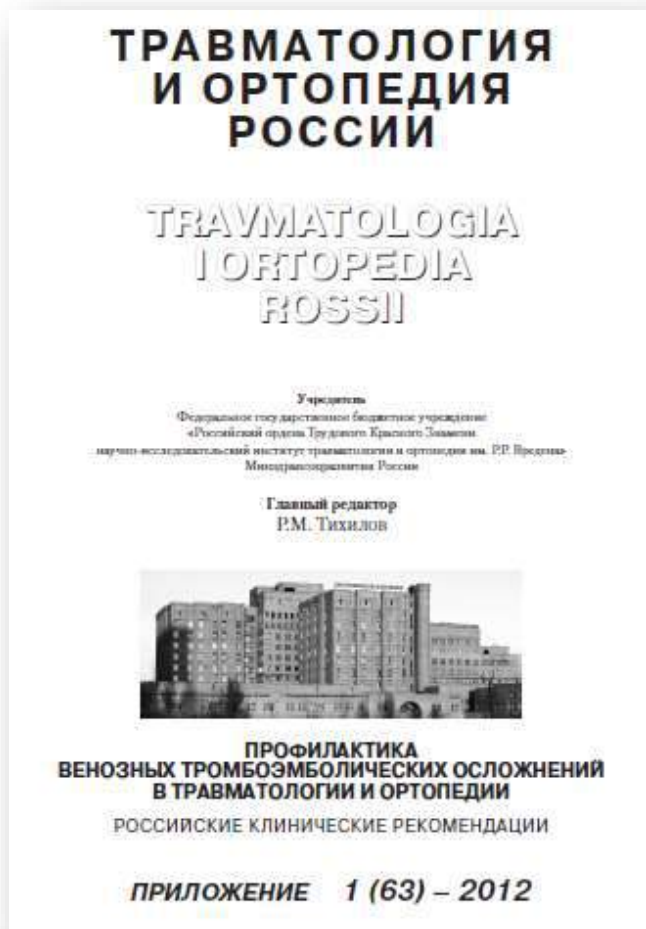 ТРАВМАТОЛОГИЯ
И ОРТОПЕДИЯ
РОССИИ
TRAVMATOLOGIA
I ORTOPEDIA
ROSSII
Учредитель
Федеральное государственное бюджетное учреждение
«Российский ордена Трудового Красного Знамени
научно-исследовательский институт травматологии и ортопедии им. Р.Р. Вредена»
Минздравсоцразвития России
Главный редактор
Р.М. Тихилов
ПРОФИЛАКТИКА
ВЕНОЗНЫХ ТРОМБОЭМБОЛИЧЕСКИХ ОСЛОЖНЕНИЙ
В ТРАВМАТОЛОГИИ И ОРТОПЕДИИ
РОССИЙСКИЕ КЛИНИЧЕСКИЕ РЕКОМЕНДАЦИИ
ПРИЛОЖЕНИЕ 1 (63) – 2012